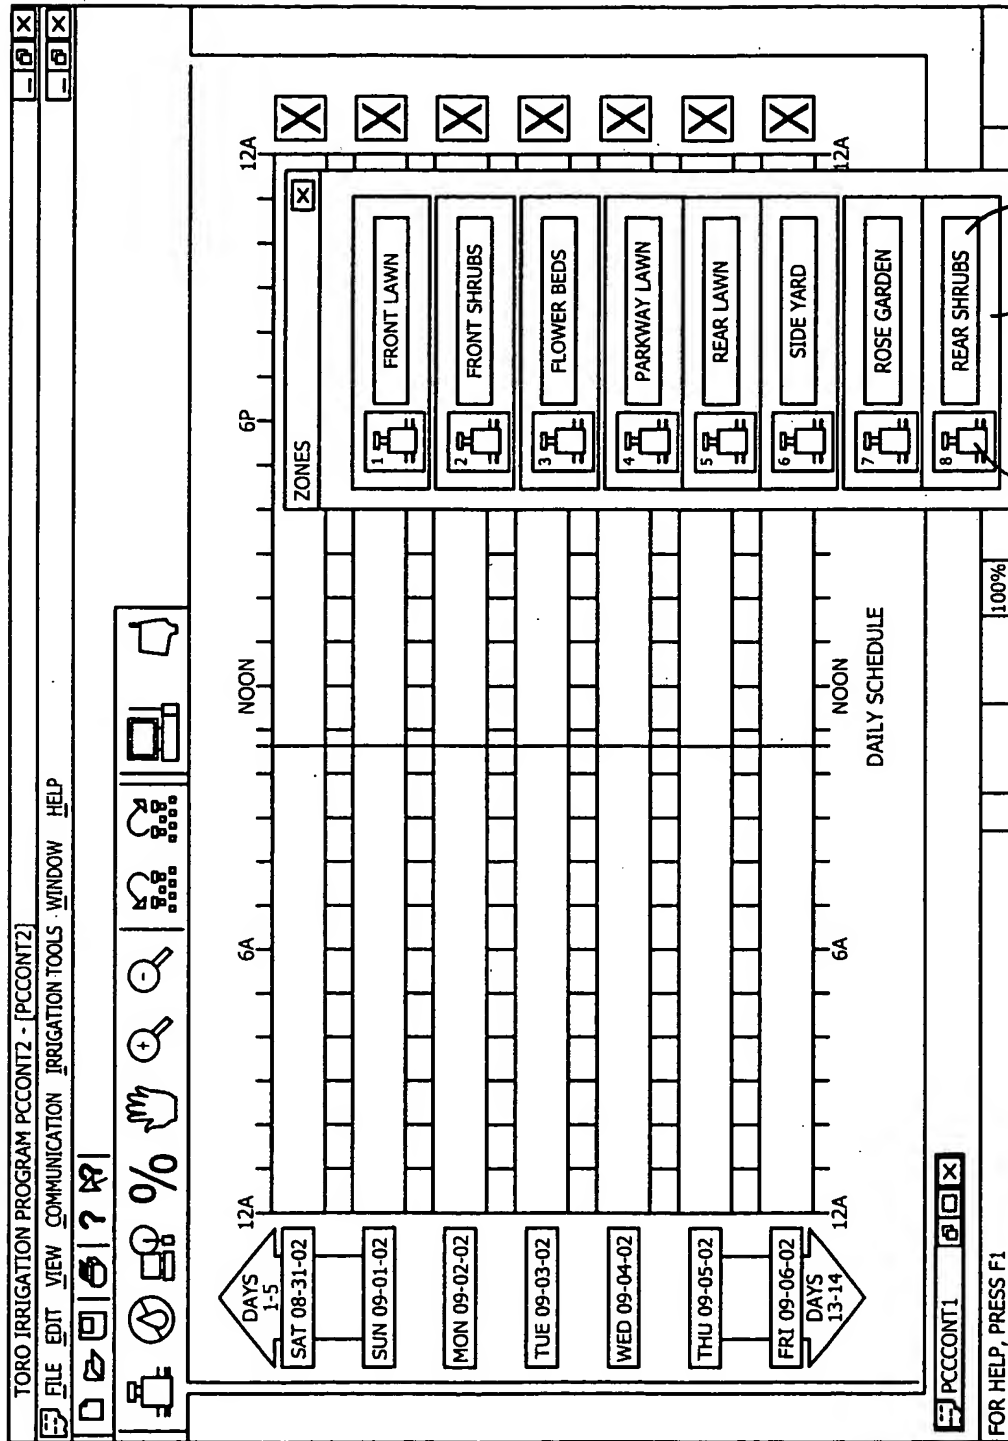 TORO IRRIGATION PROGRAM PCCONT2 - [PCCONT2]
FILE EDIT VIEW COMMUNICATION IRRIGATION TOOLS WINDOW HELP
?
%
+
-
DAYS
1-5
12A 6A NOON 6P 12A
SAT 08-31-02
SUN 09-01-02
MON 09-02-02
TUE 09-03-02
WED 09-04-02
THU 09-05-02
FRI 09-06-02
DAYS
13-14
12A 6A NOON 12A
DAILY SCHEDULE
ZONES
1 FRONT LAWN
2 FRONT SHRUBS
3 FLOWER BEDS
4 PARKWAY LAWN
5 REAR LAWN
6 SIDE YARD
7 ROSE GARDEN
8 REAR SHRUBS
PCCCONT1
FOR HELP, PRESS F1
100%